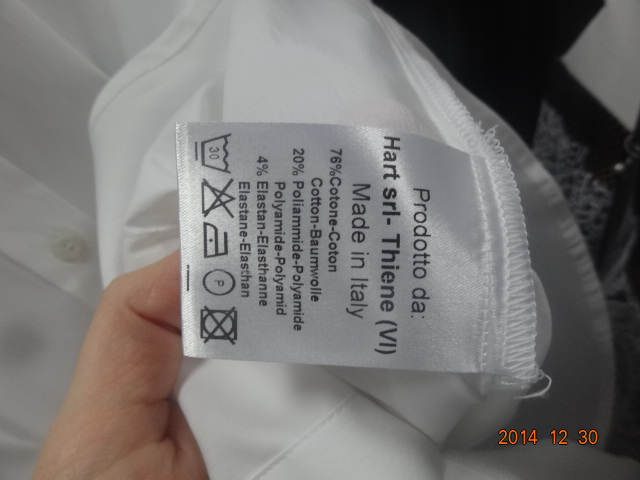 Prodotto da:
Hart srl- Thiene (VI)
Made in Italy
76%Cotone-Coton
Cotton-Baumwolle
20% Poliammide-Polyamide
Polyamide-Polyamid
4% Elastan-Elasthanne
Elastane-Elasthan
30
P
2014 12 30